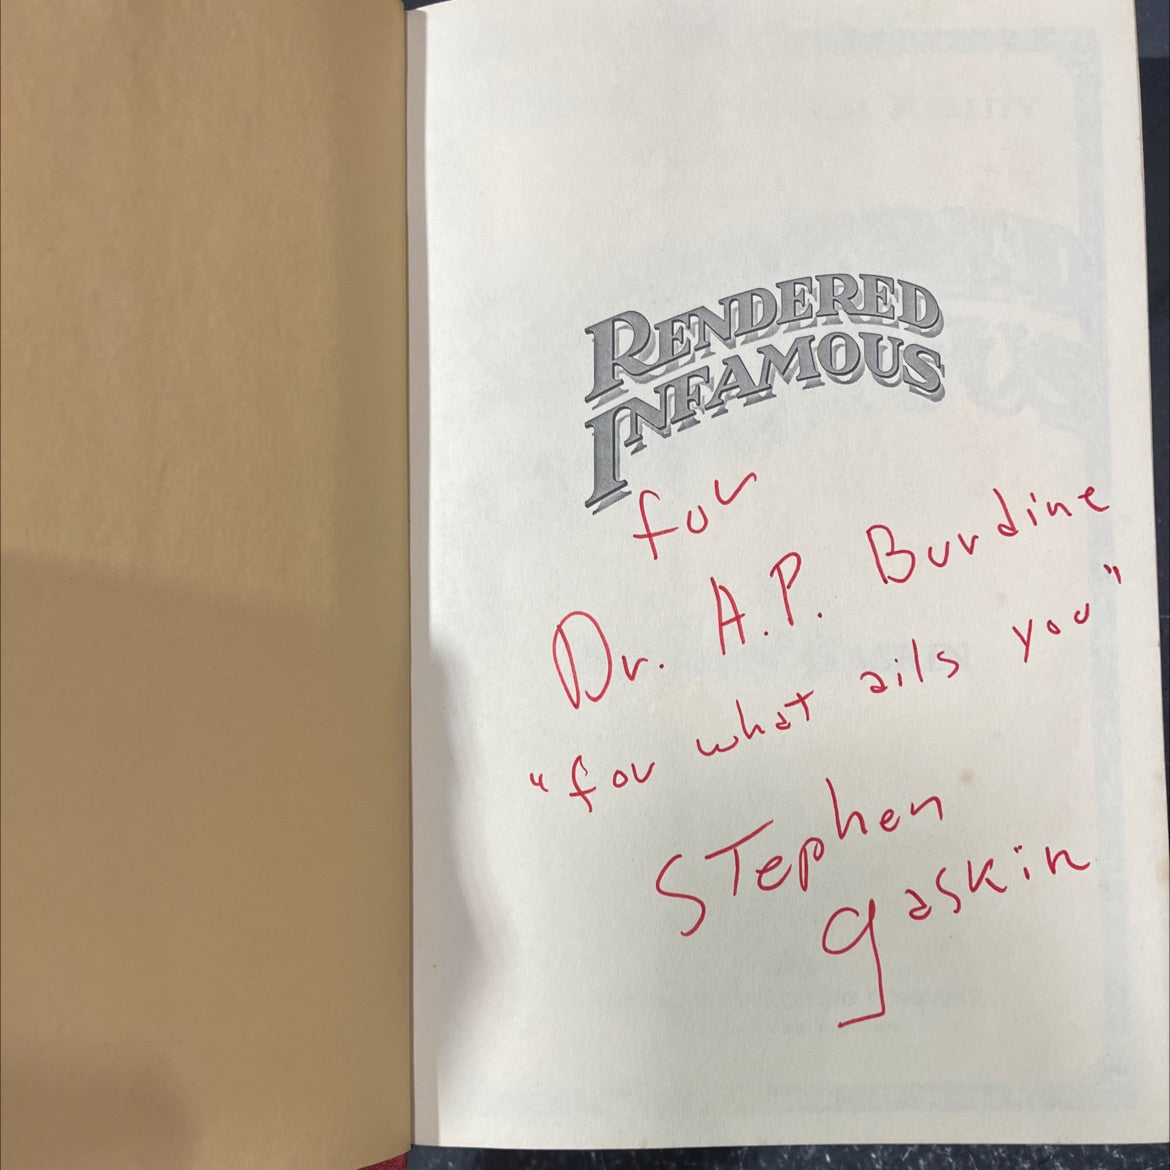 RENDERED
INFAMOUS
for
Dr. A.P. Burdine
"for what ails you"
Stephen
gaskin